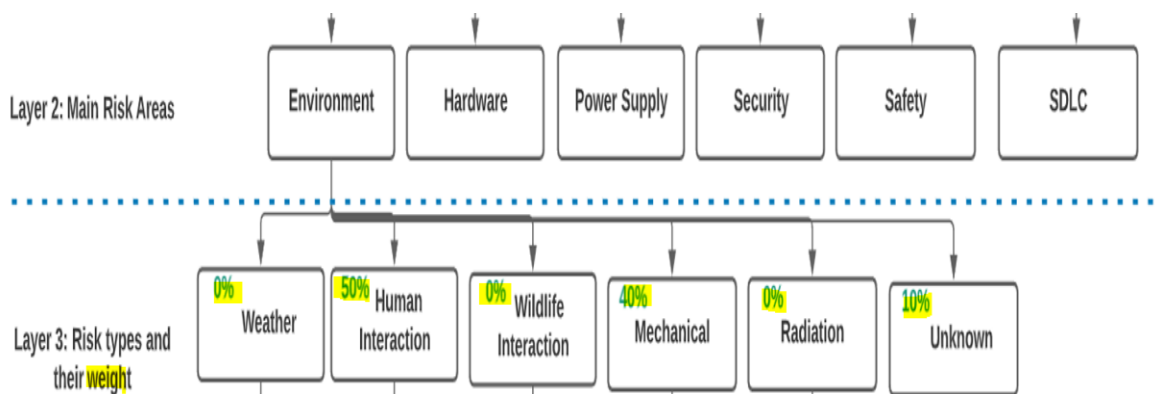 Layer 2: Main Risk Areas
Environment
Hardware
Power Supply
Security
Safety
SDLC
Layer 3: Risk types and
their weight
0%
Weather
50%
Human
Interaction
0%
Wildlife
Interaction
40%
Mechanical
0%
Radiation
10%
Unknown